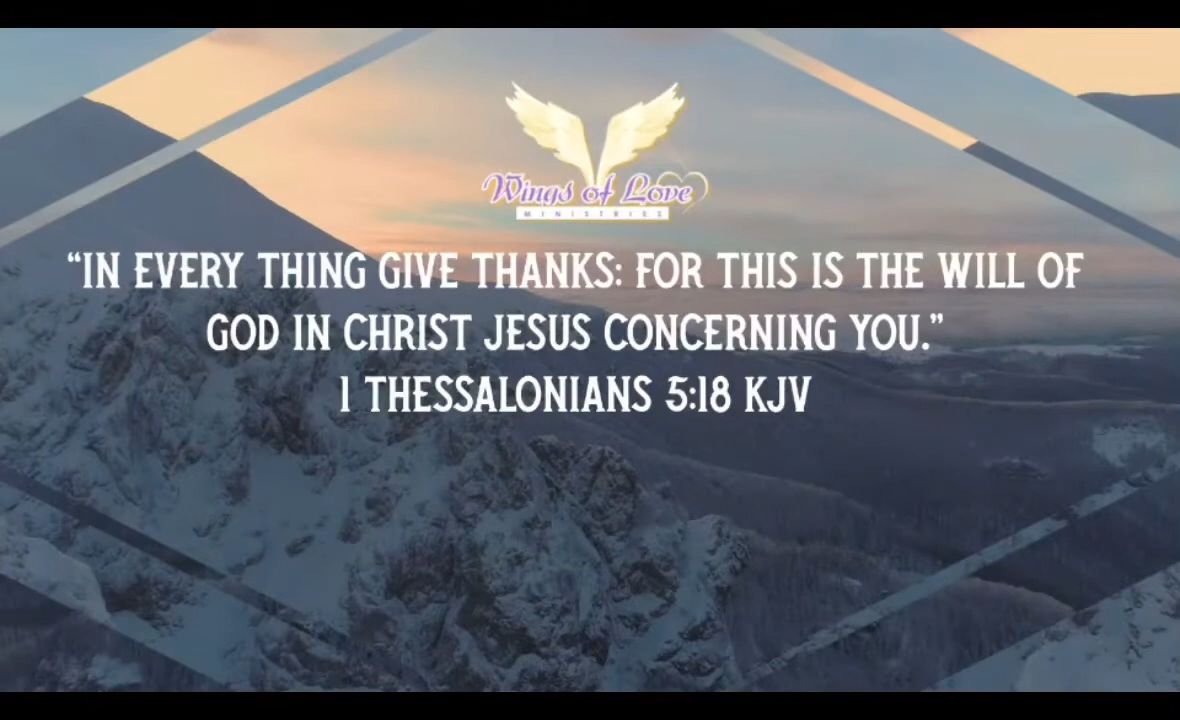 Wings of Love
MINISTRIES
“IN EVERY THING GIVE THANKS: FOR THIS IS THE WILL OF
GOD IN CHRIST JESUS CONCERNING YOU.”
1 THESSALONIANS 5:18 KJV